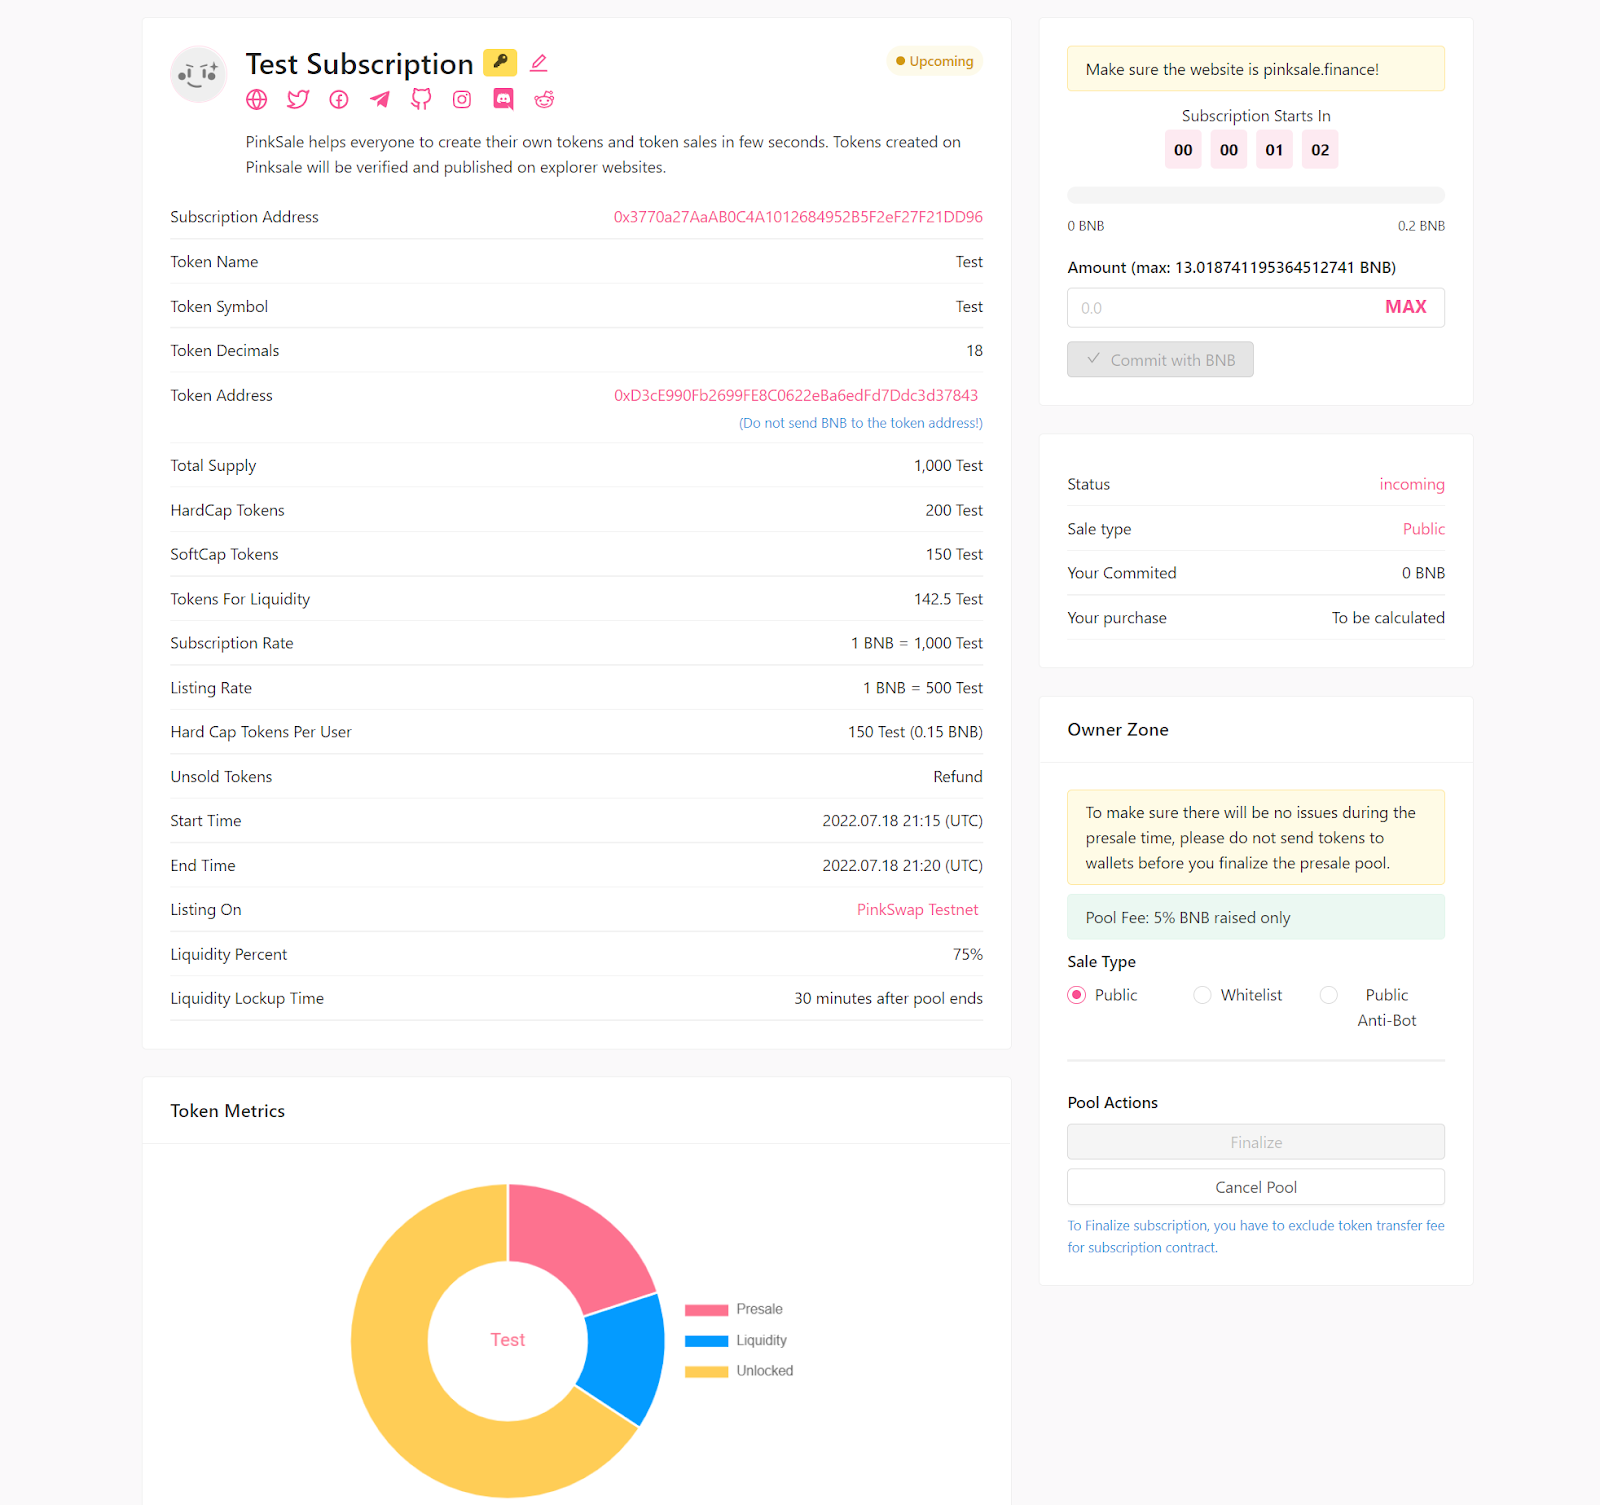 Test Subscription
Upcoming
PinkSale helps everyone to create their own tokens and token sales in few seconds. Tokens created on
Pinksale will be verified and published on explorer websites.
Subscription Address 0x3770a27AaAB0C4A1012684952B5F2eF27F21DD96
Token Name Test
Token Symbol Test
Token Decimals 18
Token Address 0xD3cE990Fb2699FE8C0622eBa6edFd7Ddc3d37843
(Do not send BNB to the token address!)
Total Supply 1,000 Test
HardCap Tokens 200 Test
SoftCap Tokens 150 Test
Tokens For Liquidity 142.5 Test
Subscription Rate 1 BNB = 1,000 Test
Listing Rate 1 BNB = 500 Test
Hard Cap Tokens Per User 150 Test (0.15 BNB)
Unsold Tokens Refund
Start Time 2022.07.18 21:15 (UTC)
End Time 2022.07.18 21:20 (UTC)
Listing On PinkSwap Testnet
Liquidity Percent 75%
Liquidity Lockup Time 30 minutes after pool ends
Token Metrics
Test
Presale
Liquidity
Unlocked
Make sure the website is pinksale.finance!
Subscription Starts In
00 00 01 02
0 BNB 0.2 BNB
Amount (max: 13.018741195364512741 BNB)
0.0 MAX
Commit with BNB
Status incoming
Sale type Public
Your Commited 0 BNB
Your purchase To be calculated
Owner Zone
To make sure there will be no issues during the
presale time, please do not send tokens to
wallets before you finalize the presale pool.
Pool Fee: 5% BNB raised only
Sale Type
Public Whitelist Public
Anti-Bot
Pool Actions
Finalize
Cancel Pool
To Finalize subscription, you have to exclude token transfer fee
for subscription contract.